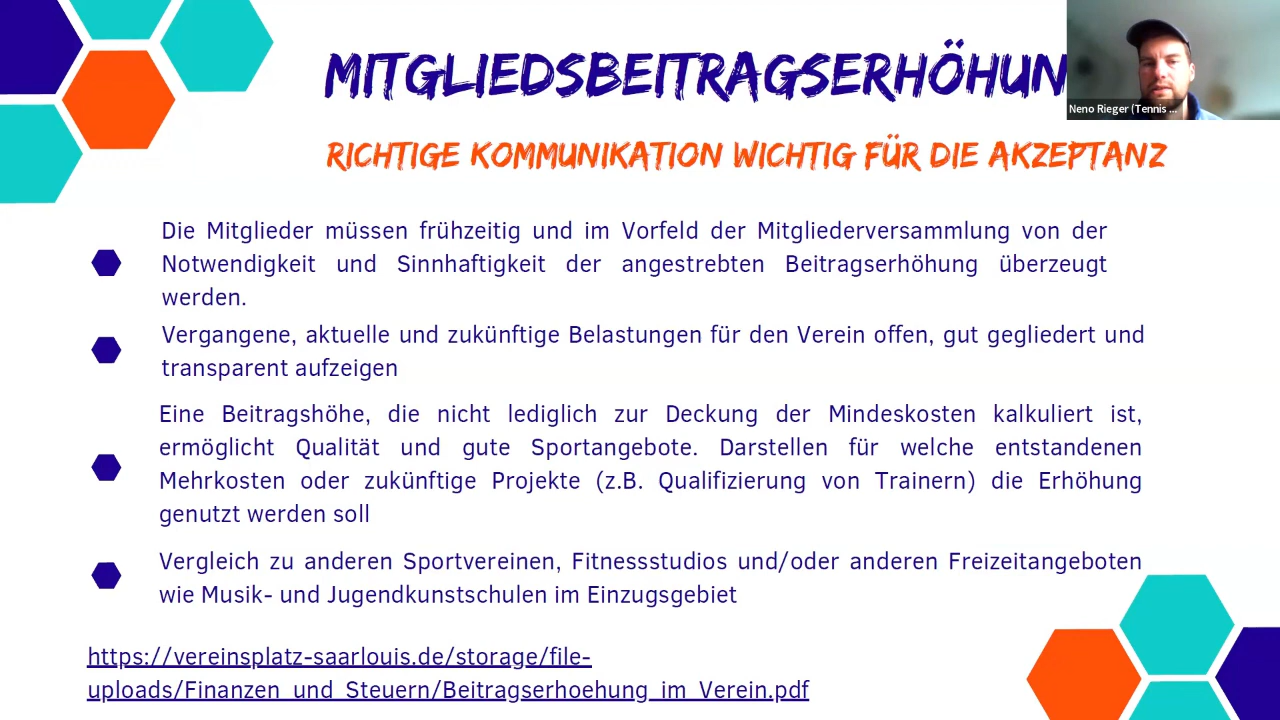 MITGLIEDSBEITRAGSERHÖHUN
Neno Rieger (Tennis ...
RICHTIGE KOMMUNIKATION WICHTIG FÜR DIE AKZEPTANZ
Die Mitglieder müssen frühzeitig und im Vorfeld der Mitgliederversammlung von der
Notwendigkeit und Sinnhaftigkeit der angestrebten Beitragserhöhung überzeugt
werden.
Vergangene, aktuelle und zukünftige Belastungen für den Verein offen, gut gegliedert und
transparent aufzeigen
Eine Beitragshöhe, die nicht lediglich zur Deckung der Mindeskosten kalkuliert ist,
ermöglicht Qualität und gute Sportangebote. Darstellen für welche entstandenen
Mehrkosten oder zukünftige Projekte (z.B. Qualifizierung von Trainern) die Erhöhung
genutzt werden soll
Vergleich zu anderen Sportvereinen, Fitnessstudios und/oder anderen Freizeitangeboten
wie Musik- und Jugendkunstschulen im Einzugsgebiet
https://vereinsplatz-saarlouis.de/storage/file-
uploads/Finanzen_und_Steuern/Beitragserhoehung_im_Verein.pdf